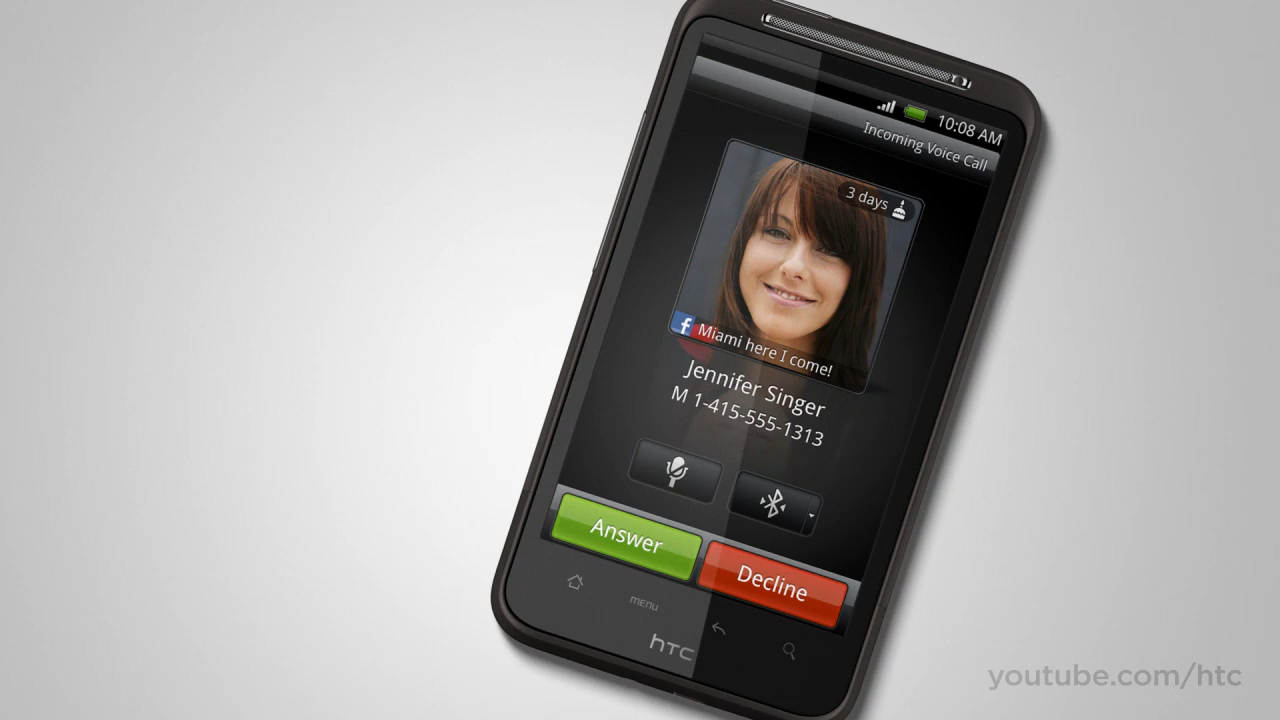 10:08 AM
Incoming Voice Call
3 days
f Miami here I come!
Jennifer Singer
M 1-415-555-1313
Answer
Decline
MENU
hTC
youtube.com/htc